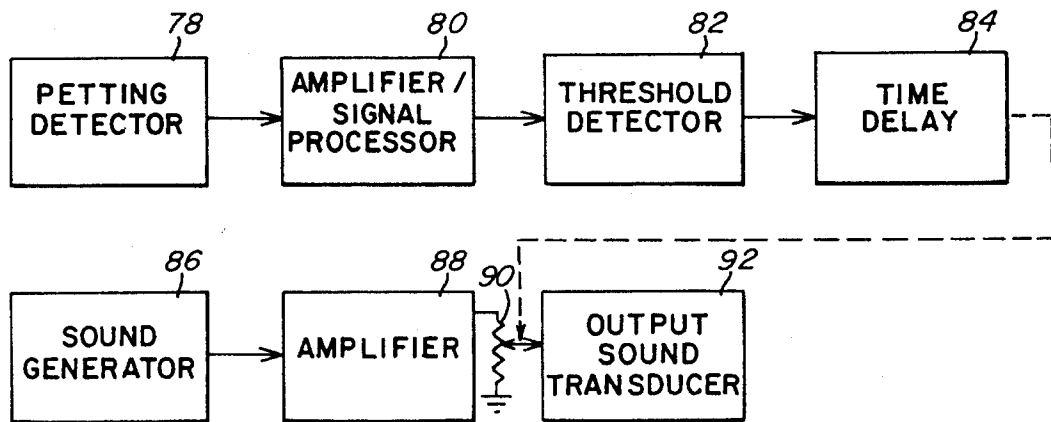 78
80
82
84
PETTING
DETECTOR
AMPLIFIER /
SIGNAL
PROCESSOR
THRESHOLD
DETECTOR
TIME
DELAY
86
88
90
92
SOUND
GENERATOR
AMPLIFIER
OUTPUT
SOUND
TRANSDUCER